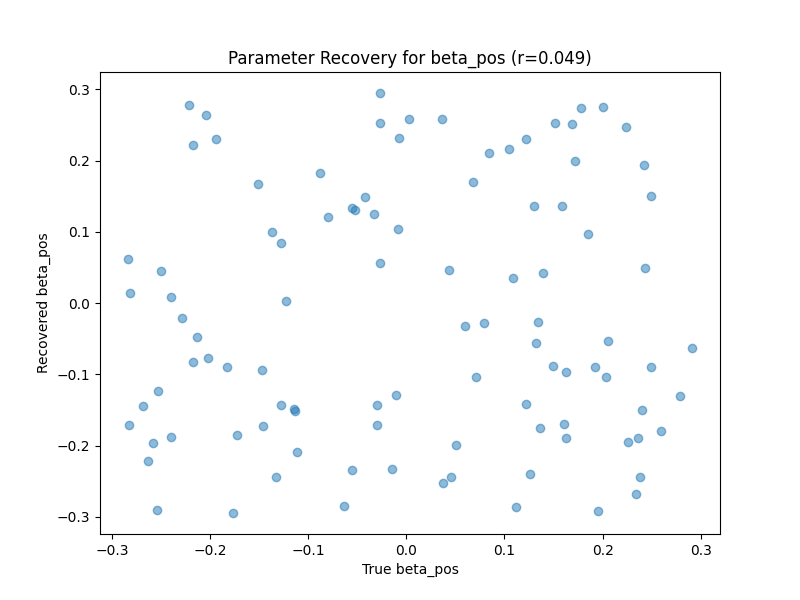 Parameter Recovery for beta_pos (r=0.049)
0.3
0.2
0.1
0.0
−0.1
−0.2
−0.3
Recovered beta_pos
−0.3 −0.2 −0.1 0.0 0.1 0.2 0.3
True beta_pos